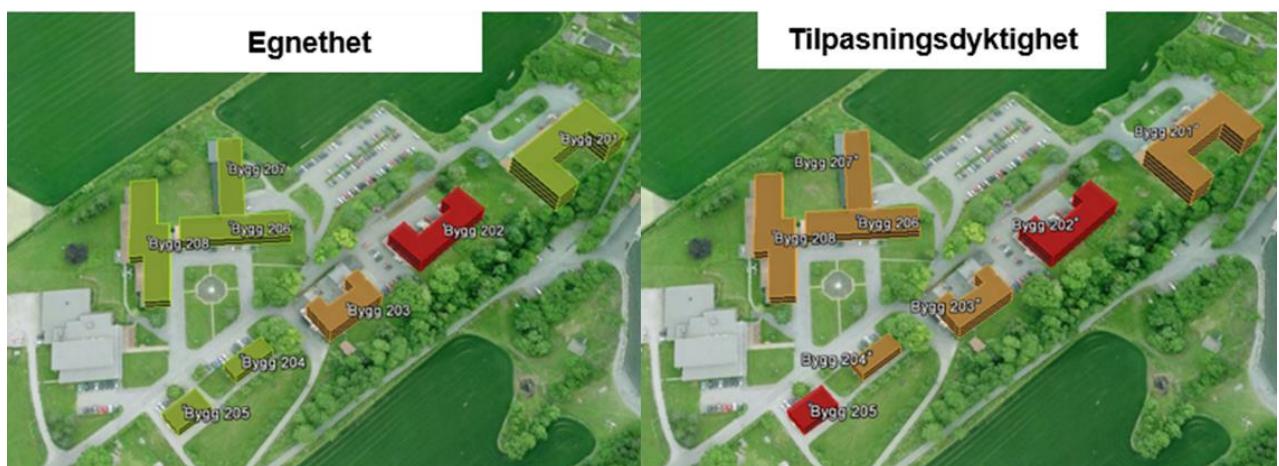 Egnethet
Bygg 201
Bygg 207
Bygg 206
Bygg 208
Bygg 202
Bygg 203
Bygg 204
Bygg 205
Tilpasningsdyktighet
Bygg 201*
Bygg 207*
Bygg 206
Bygg 208
Bygg 202*
Bygg 203*
Bygg 204*
Bygg 205